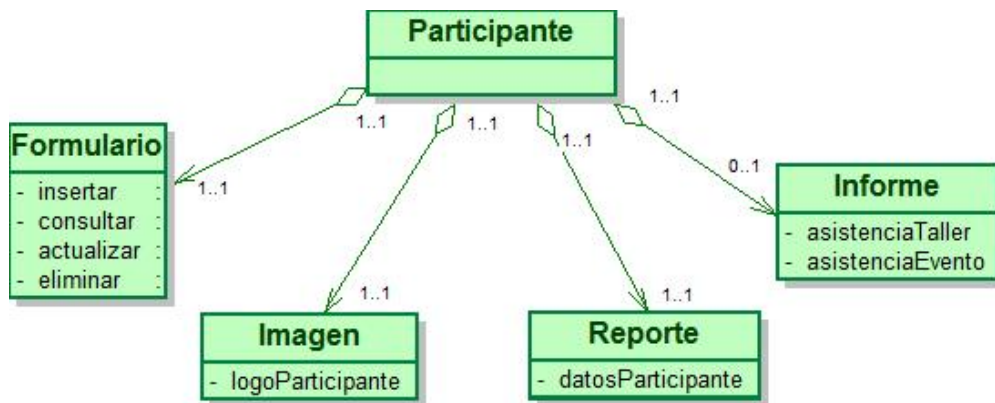 Participante
1..1
1..1
1..1
1..1
Formulario
- insertar :
- consultar :
- actualizar :
- eliminar :
1..1
0..1
Informe
- asistenciaTaller
- asistenciaEvento
1..1
1..1
Imagen
- logoParticipante
Reporte
- datosParticipante